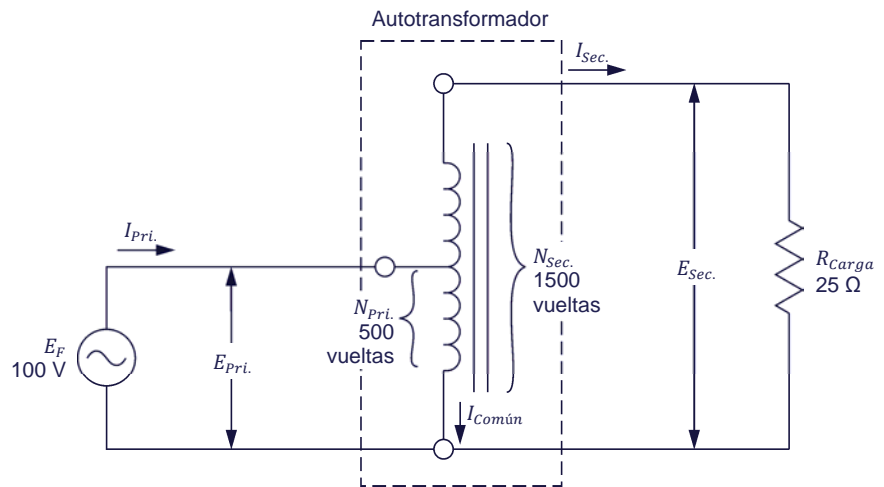 Autotransformador
I_Sec.
I_Pri.
N_Sec.
1500
vueltas
E_Sec.
R_Carga
25 Ω
N_Pri.
500
vueltas
E_F
100 V
E_Pri.
I_Común